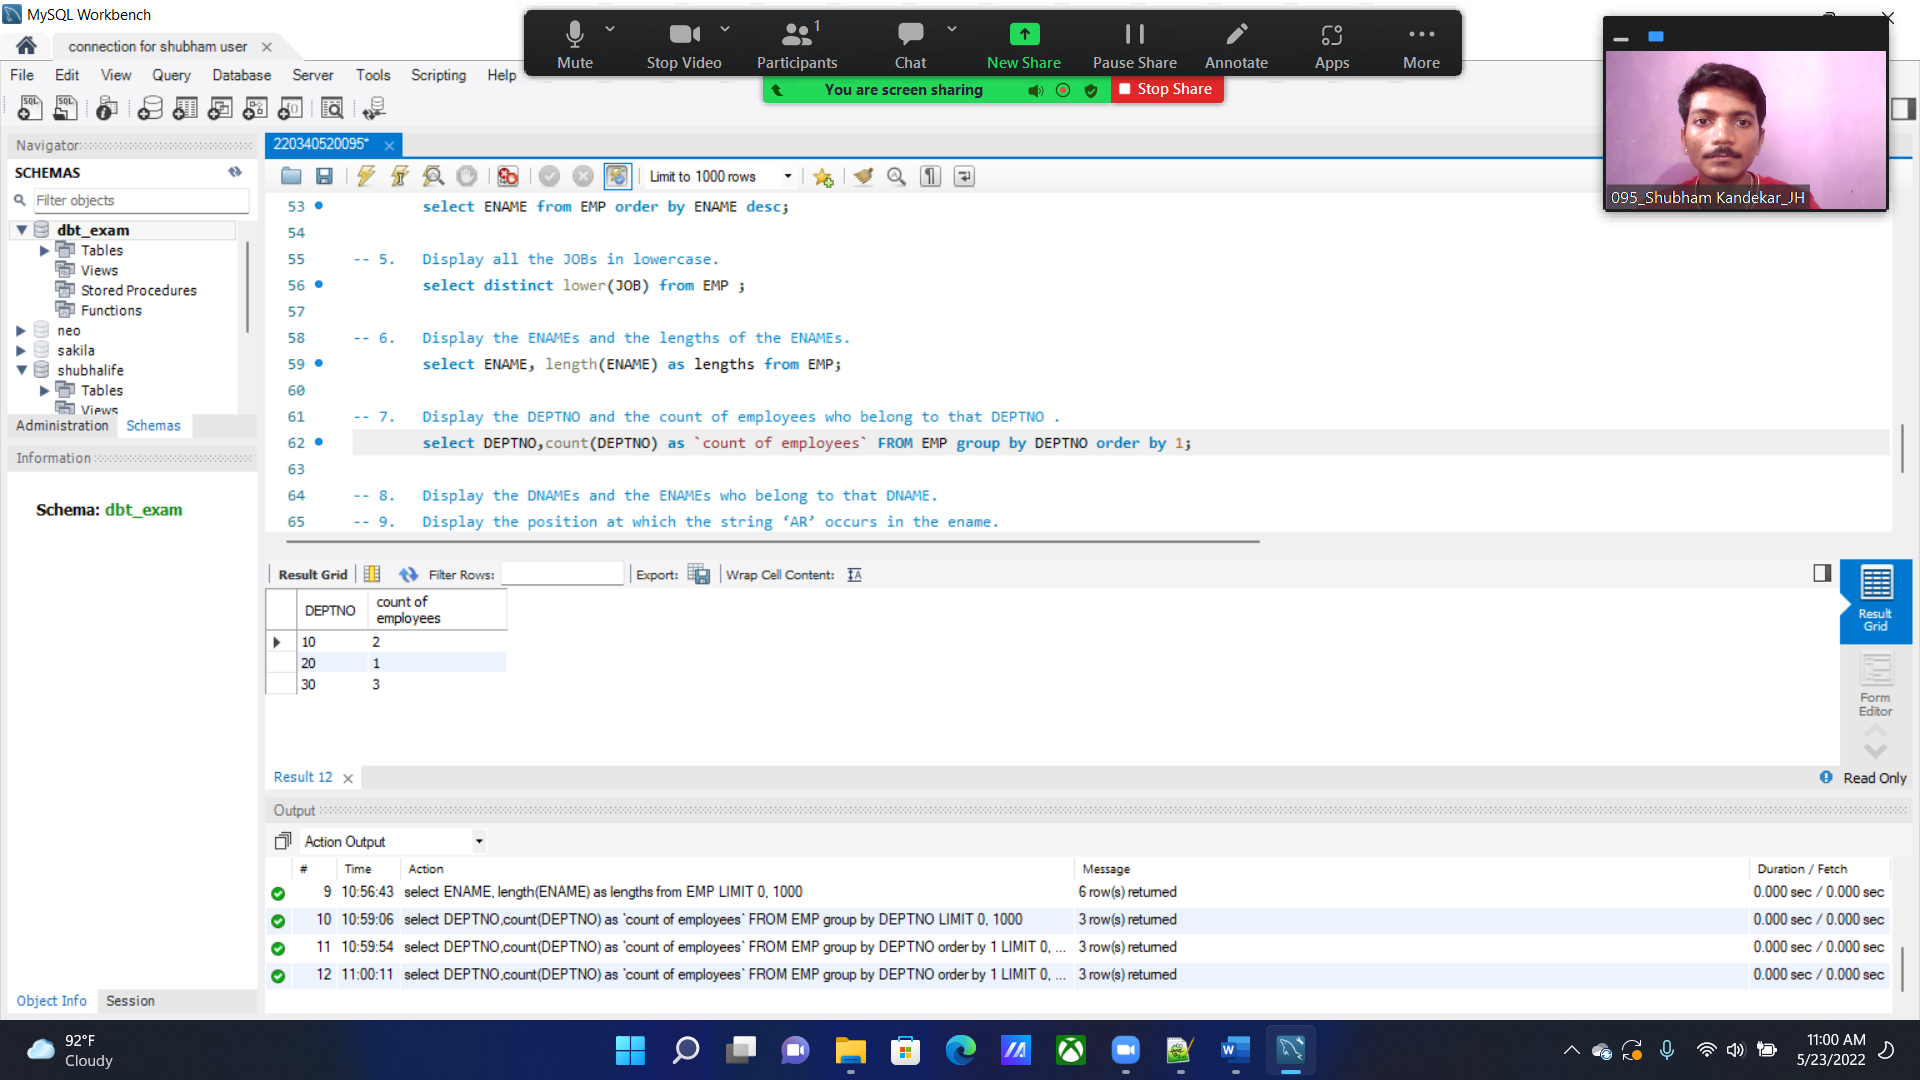 MySQL Workbench
connection for shubham user
File Edit View Query Database Server Tools Scripting Help
Mute
Stop Video
1
Participants
Chat
New Share
Pause Share
Annotate
Apps
More
You are screen sharing
Stop Share
095_Shubham Kandekar_JH
Navigator
SCHEMAS
Filter objects
dbt_exam
Tables
Views
Stored Procedures
Functions
neo
sakila
shubhalife
Tables
Views
Administration Schemas
Information
Schema: dbt_exam
Object Info Session
220340520095*
Limit to 1000 rows
53 select ENAME from EMP order by ENAME desc;
54
55 -- 5. Display all the JOBs in lowercase.
56 select distinct lower(JOB) from EMP ;
57
58 -- 6. Display the ENAMEs and the lengths of the ENAMEs.
59 select ENAME, length(ENAME) as lengths from EMP;
60
61 -- 7. Display the DEPTNO and the count of employees who belong to that DEPTNO .
62 select DEPTNO,count(DEPTNO) as `count of employees` FROM EMP group by DEPTNO order by 1;
63
64 -- 8. Display the DNAMEs and the ENAMEs who belong to that DNAME.
65 -- 9. Display the position at which the string ‘AR’ occurs in the ename.
Result Grid Filter Rows: Export: Wrap Cell Content:
DEPTNO count of employees
10 2
20 1
30 3
Result Grid
Form Editor
Result 12
Read Only
Output
Action Output
# Time Action Message Duration / Fetch
9 10:56:43 select ENAME, length(ENAME) as lengths from EMP LIMIT 0, 1000 6 row(s) returned 0.000 sec / 0.000 sec
10 10:59:06 select DEPTNO,count(DEPTNO) as `count of employees` FROM EMP group by DEPTNO LIMIT 0, 1000 3 row(s) returned 0.000 sec / 0.000 sec
11 10:59:54 select DEPTNO,count(DEPTNO) as `count of employees` FROM EMP group by DEPTNO order by 1 LIMIT 0, ... 3 row(s) returned 0.000 sec / 0.000 sec
12 11:00:11 select DEPTNO,count(DEPTNO) as `count of employees` FROM EMP group by DEPTNO order by 1 LIMIT 0, ... 3 row(s) returned 0.000 sec / 0.000 sec
92°F
Cloudy
11:00 AM
5/23/2022